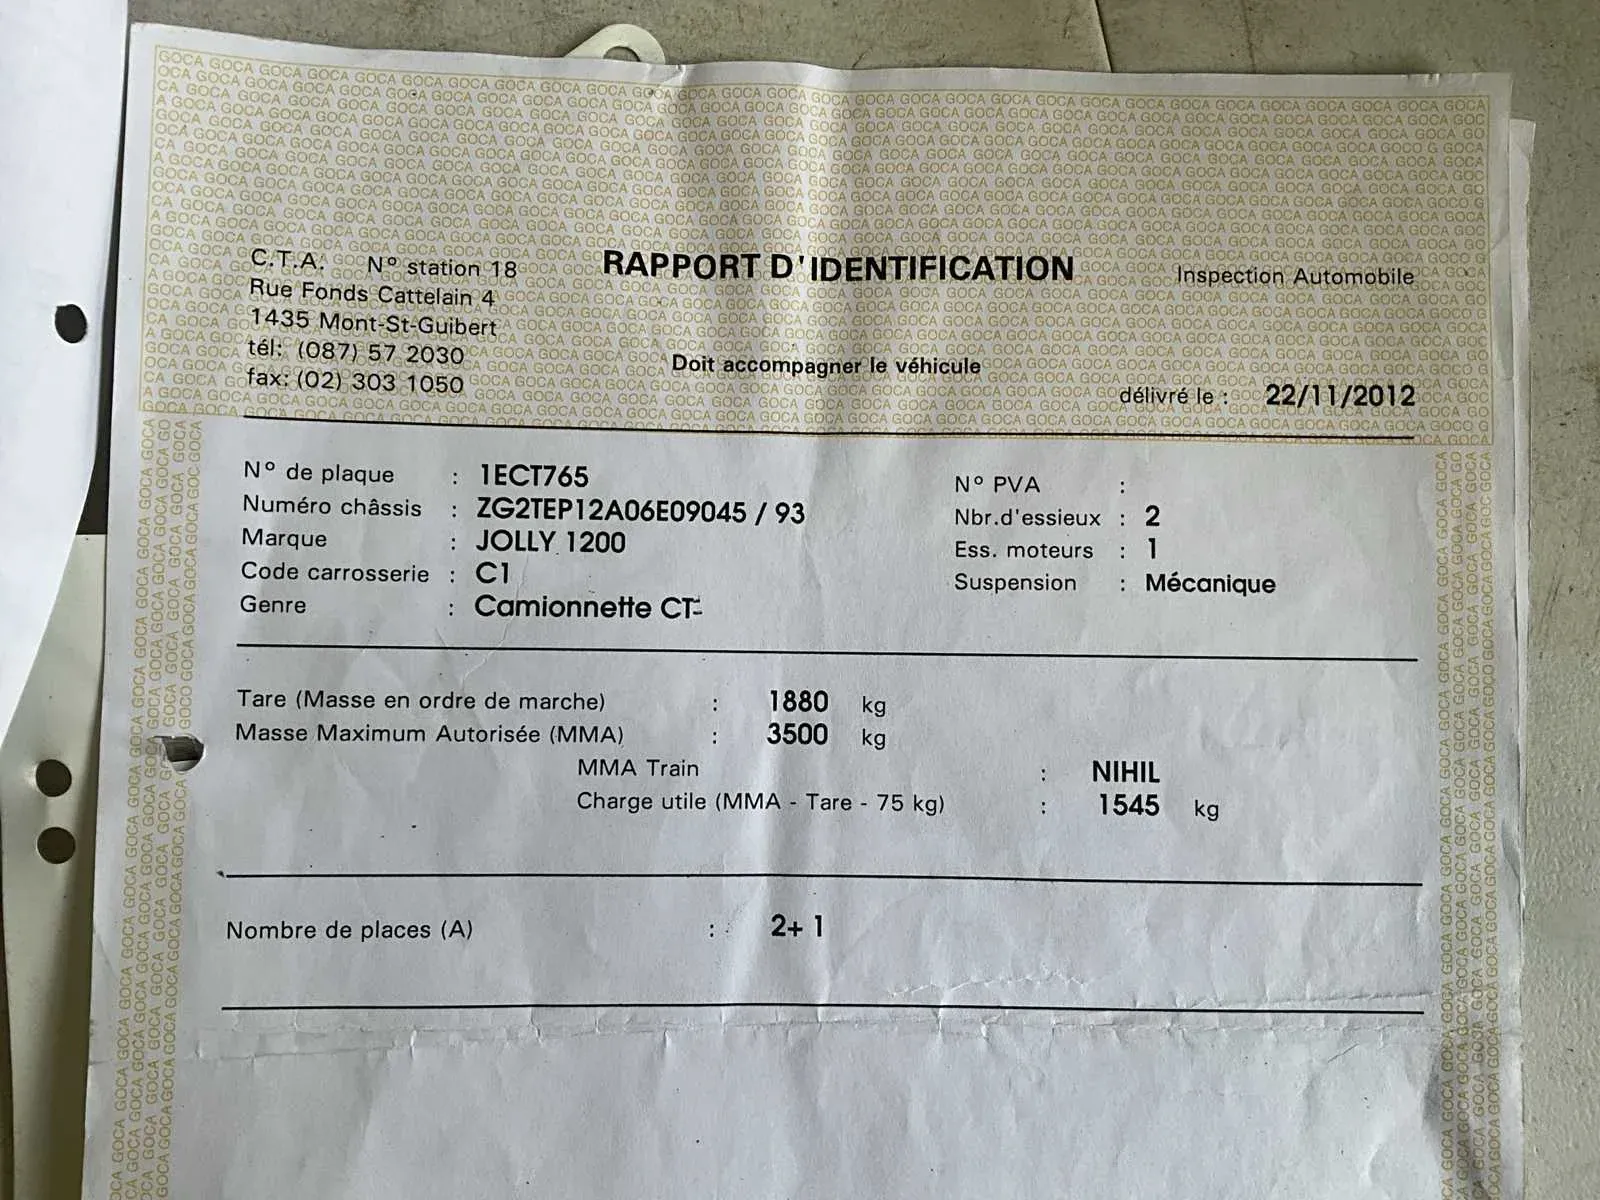 C.T.A. N° station 18
Rue Fonds Cattelain 4
1435 Mont-St-Guibert
tél: (087) 57 2030
fax: (02) 303 1050
RAPPORT D'IDENTIFICATION
Doit accompagner le véhicule
Inspection Automobile
délivré le : 22/11/2012
N° de plaque : 1ECT765
Numéro châssis : ZG2TEP12A06E09045 / 93
Marque : JOLLY 1200
Code carrosserie : C1
Genre : Camionnette CT
N° PVA :
Nbr.d'essieux : 2
Ess. moteurs : 1
Suspension : Mécanique
Tare (Masse en ordre de marche) : 1880 kg
Masse Maximum Autorisée (MMA) : 3500 kg
MMA Train : NIHIL
Charge utile (MMA - Tare - 75 kg) : 1545 kg
Nombre de places (A) : 2+ 1